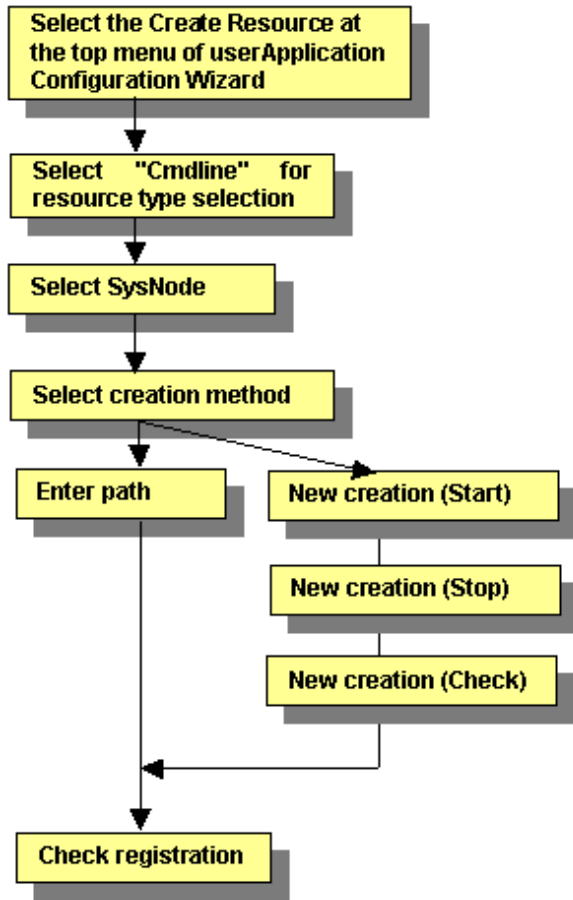 Select the Create Resource at
the top menu of userApplication
Configuration Wizard
Select "Cmdline" for
resource type selection
Select SysNode
Select creation method
Enter path
New creation (Start)
New creation (Stop)
New creation (Check)
Check registration